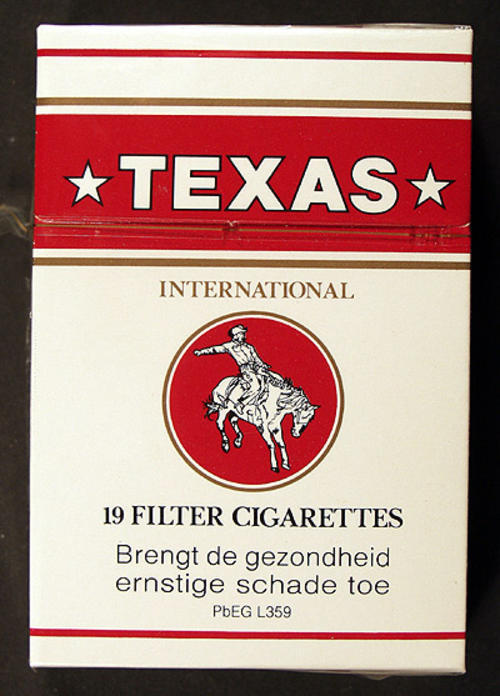 TEXAS
INTERNATIONAL
19 FILTER CIGARETTES
Brengt de gezondheid
ernstige schade toe
PbEG L359